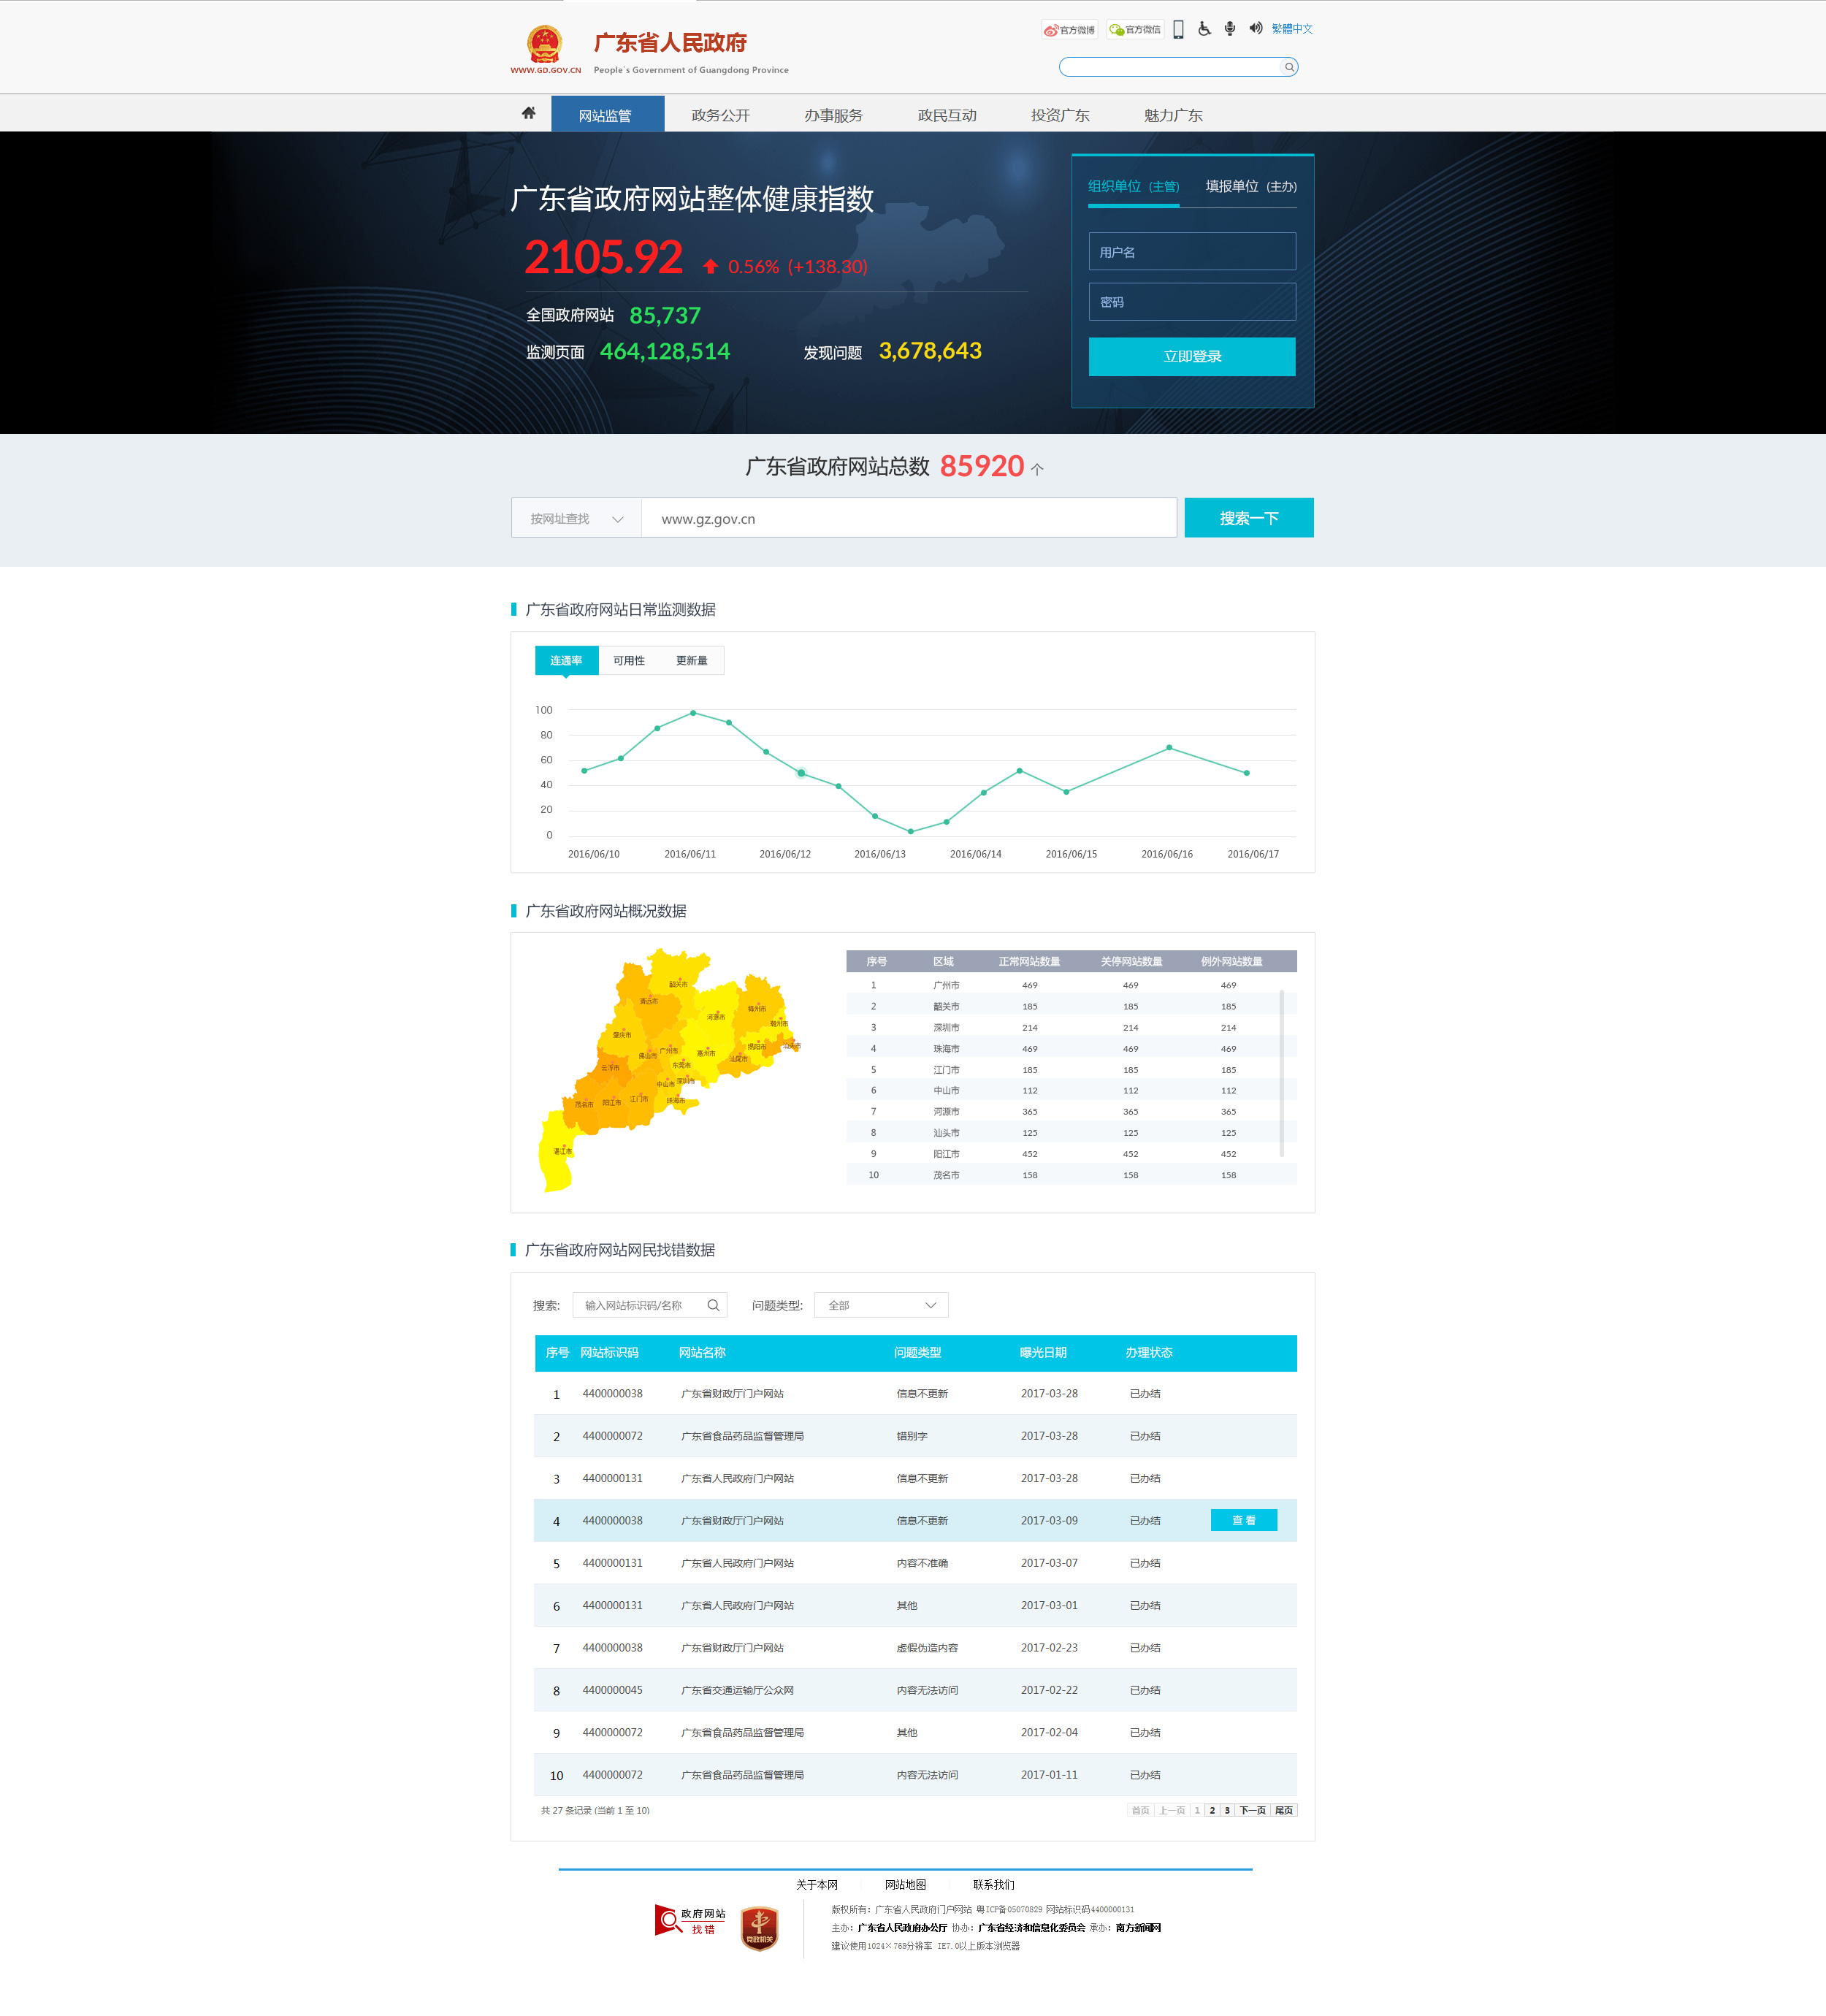 广东省人民政府
WWW.GD.GOV.CN
People's Government of Guangdong Province
官方微博 官方微信 繁體中文
网站监管 政务公开 办事服务 政民互动 投资广东 魅力广东
广东省政府网站整体健康指数
2105.92 0.56% (+138.30)
全国政府网站 85,737
监测页面 464,128,514 发现问题 3,678,643
组织单位 (主管) 填报单位 (主办)
用户名
密码
立即登录
广东省政府网站总数 85920 个
按网址查找 www.gz.gov.cn 搜索一下
广东省政府网站日常监测数据
连通率 可用性 更新量
100
80
60
40
20
0
2016/06/10 2016/06/11 2016/06/12 2016/06/13 2016/06/14 2016/06/15 2016/06/16 2016/06/17
广东省政府网站概况数据
韶关市
清远市
河源市
梅州市
潮州市
肇庆市
佛山市
广州市
惠州市
揭阳市
汕头市
汕尾市
东莞市
云浮市
中山市
深圳市
茂名市
阳江市
江门市
珠海市
湛江市
序号 区域 正常网站数量 关停网站数量 例外网站数量
1 广州市 469 469 469
2 韶关市 185 185 185
3 深圳市 214 214 214
4 珠海市 469 469 469
5 江门市 185 185 185
6 中山市 112 112 112
7 河源市 365 365 365
8 汕头市 125 125 125
9 阳江市 452 452 452
10 茂名市 158 158 158
广东省政府网站网民找错数据
搜索: 输入网站标识码/名称 问题类型: 全部
序号 网站标识码 网站名称 问题类型 曝光日期 办理状态
1 4400000038 广东省财政厅门户网站 信息不更新 2017-03-28 已办结
2 4400000072 广东省食品药品监督管理局 错别字 2017-03-28 已办结
3 4400000131 广东省人民政府门户网站 信息不更新 2017-03-28 已办结
4 4400000038 广东省财政厅门户网站 信息不更新 2017-03-09 已办结 查看
5 4400000131 广东省人民政府门户网站 内容不准确 2017-03-07 已办结
6 4400000131 广东省人民政府门户网站 其他 2017-03-01 已办结
7 4400000038 广东省财政厅门户网站 虚假伪造内容 2017-02-23 已办结
8 4400000045 广东省交通运输厅公众网 内容无法访问 2017-02-22 已办结
9 4400000072 广东省食品药品监督管理局 其他 2017-02-04 已办结
10 4400000072 广东省食品药品监督管理局 内容无法访问 2017-01-11 已办结
共 27 条记录 (当前 1 至 10) 首页 上一页 1 2 3 下一页 尾页
关于本网 网站地图 联系我们
政府网站
找错
党政机关
版权所有：广东省人民政府门户网站 粤ICP备05070829 网站标识码4400000131
主办：广东省人民政府办公厅 协办：广东省经济和信息化委员会 承办：南方新闻网
建议使用1024×768分辨率 IE7.0以上版本浏览器